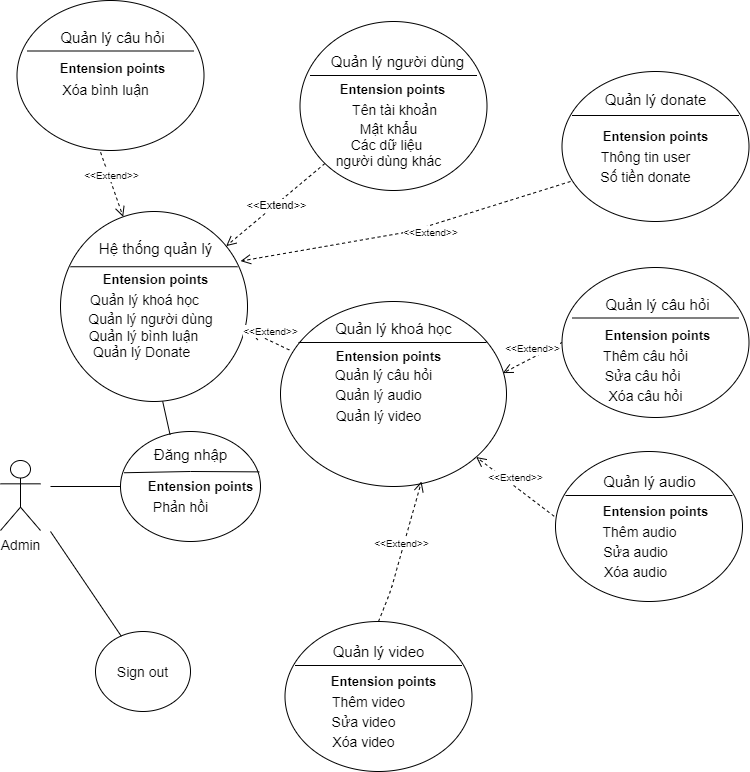 Quản lý câu hỏi
Entension points
Xóa bình luận
Quản lý người dùng
Entension points
Tên tài khoản
Mật khẩu
Các dữ liệu
người dùng khác
Quản lý donate
Entension points
Thông tin user
Số tiền donate
<<Extend>>
<<Extend>>
<<Extend>>
Hệ thống quản lý
Entension points
Quản lý khoá học
Quản lý người dùng
Quản lý bình luận
Quản lý Donate
<<Extend>>
Quản lý khoá học
Entension points
Quản lý câu hỏi
Quản lý audio
Quản lý video
<<Extend>>
Quản lý câu hỏi
Entension points
Thêm câu hỏi
Sửa câu hỏi
Xóa câu hỏi
Đăng nhập
Entension points
Phản hồi
Admin
<<Extend>>
Quản lý audio
Entension points
Thêm audio
Sửa audio
Xóa audio
<<Extend>>
Sign out
Quản lý video
Entension points
Thêm video
Sửa video
Xóa video